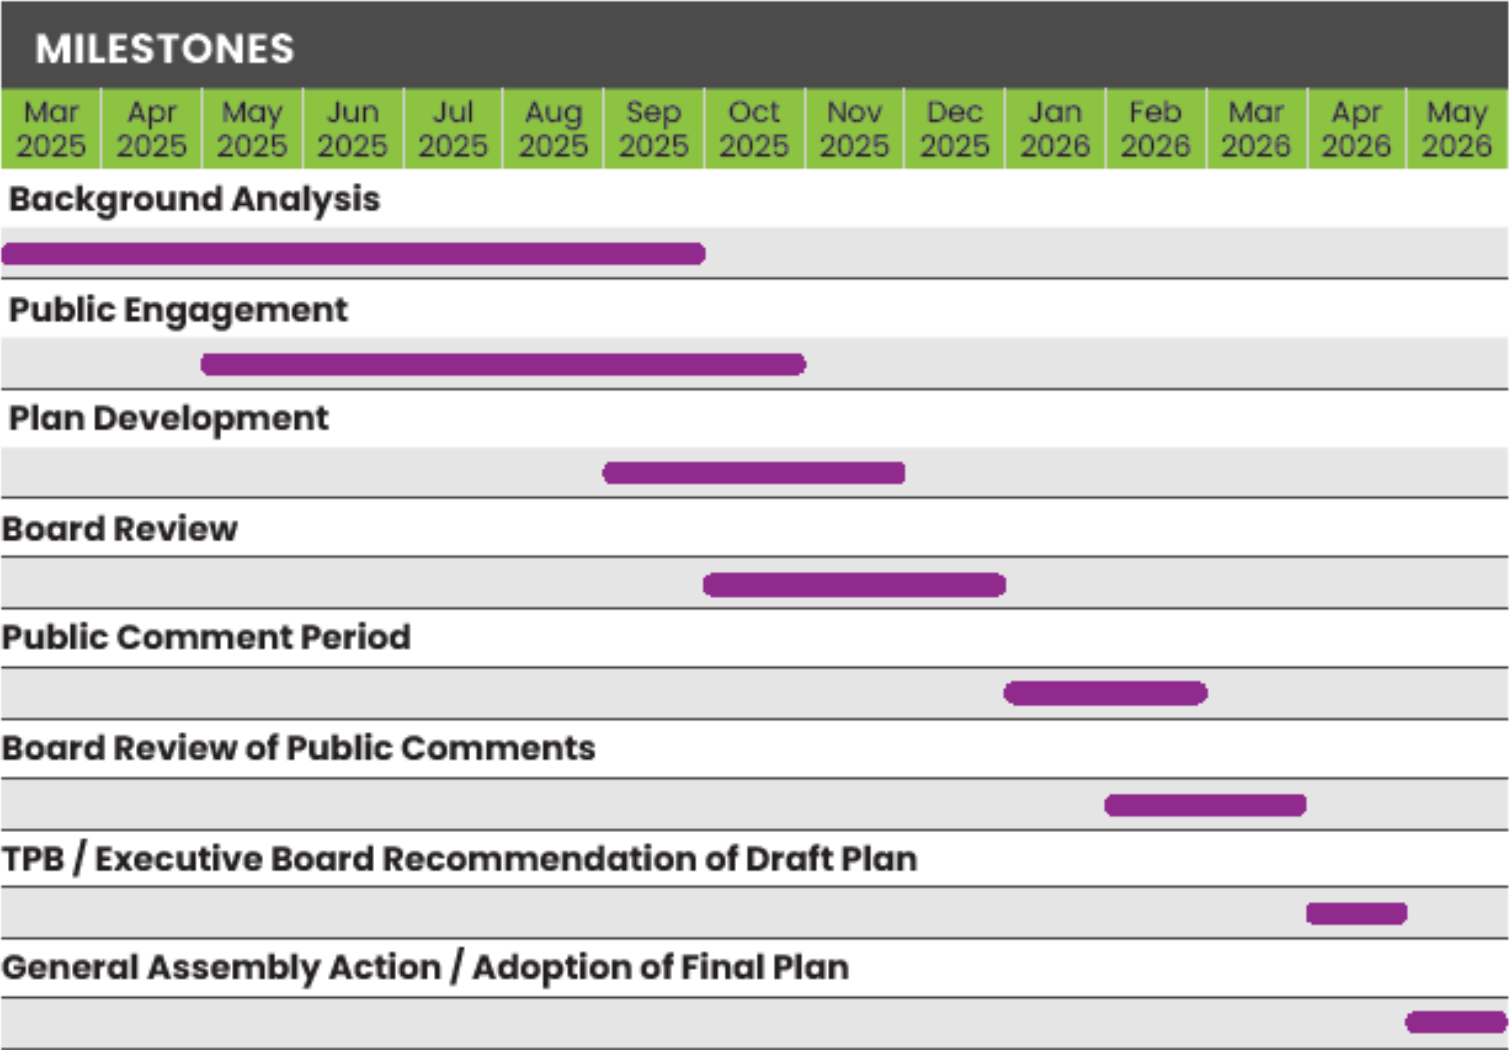 MILESTONES
Mar Apr May Jun Jul Aug Sep Oct Nov Dec Jan Feb Mar Apr May
2025 2025 2025 2025 2025 2025 2025 2025 2025 2025 2026 2026 2026 2026 2026
Background Analysis
Public Engagement
Plan Development
Board Review
Public Comment Period
Board Review of Public Comments
TPB / Executive Board Recommendation of Draft Plan
General Assembly Action / Adoption of Final Plan